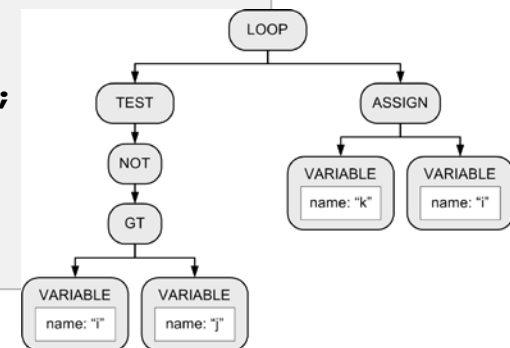 LOOP
;
TEST
ASSIGN
NOT
VARIABLE
name: "k"
VARIABLE
name: "i"
GT
VARIABLE
name: "i"
VARIABLE
name: "j"